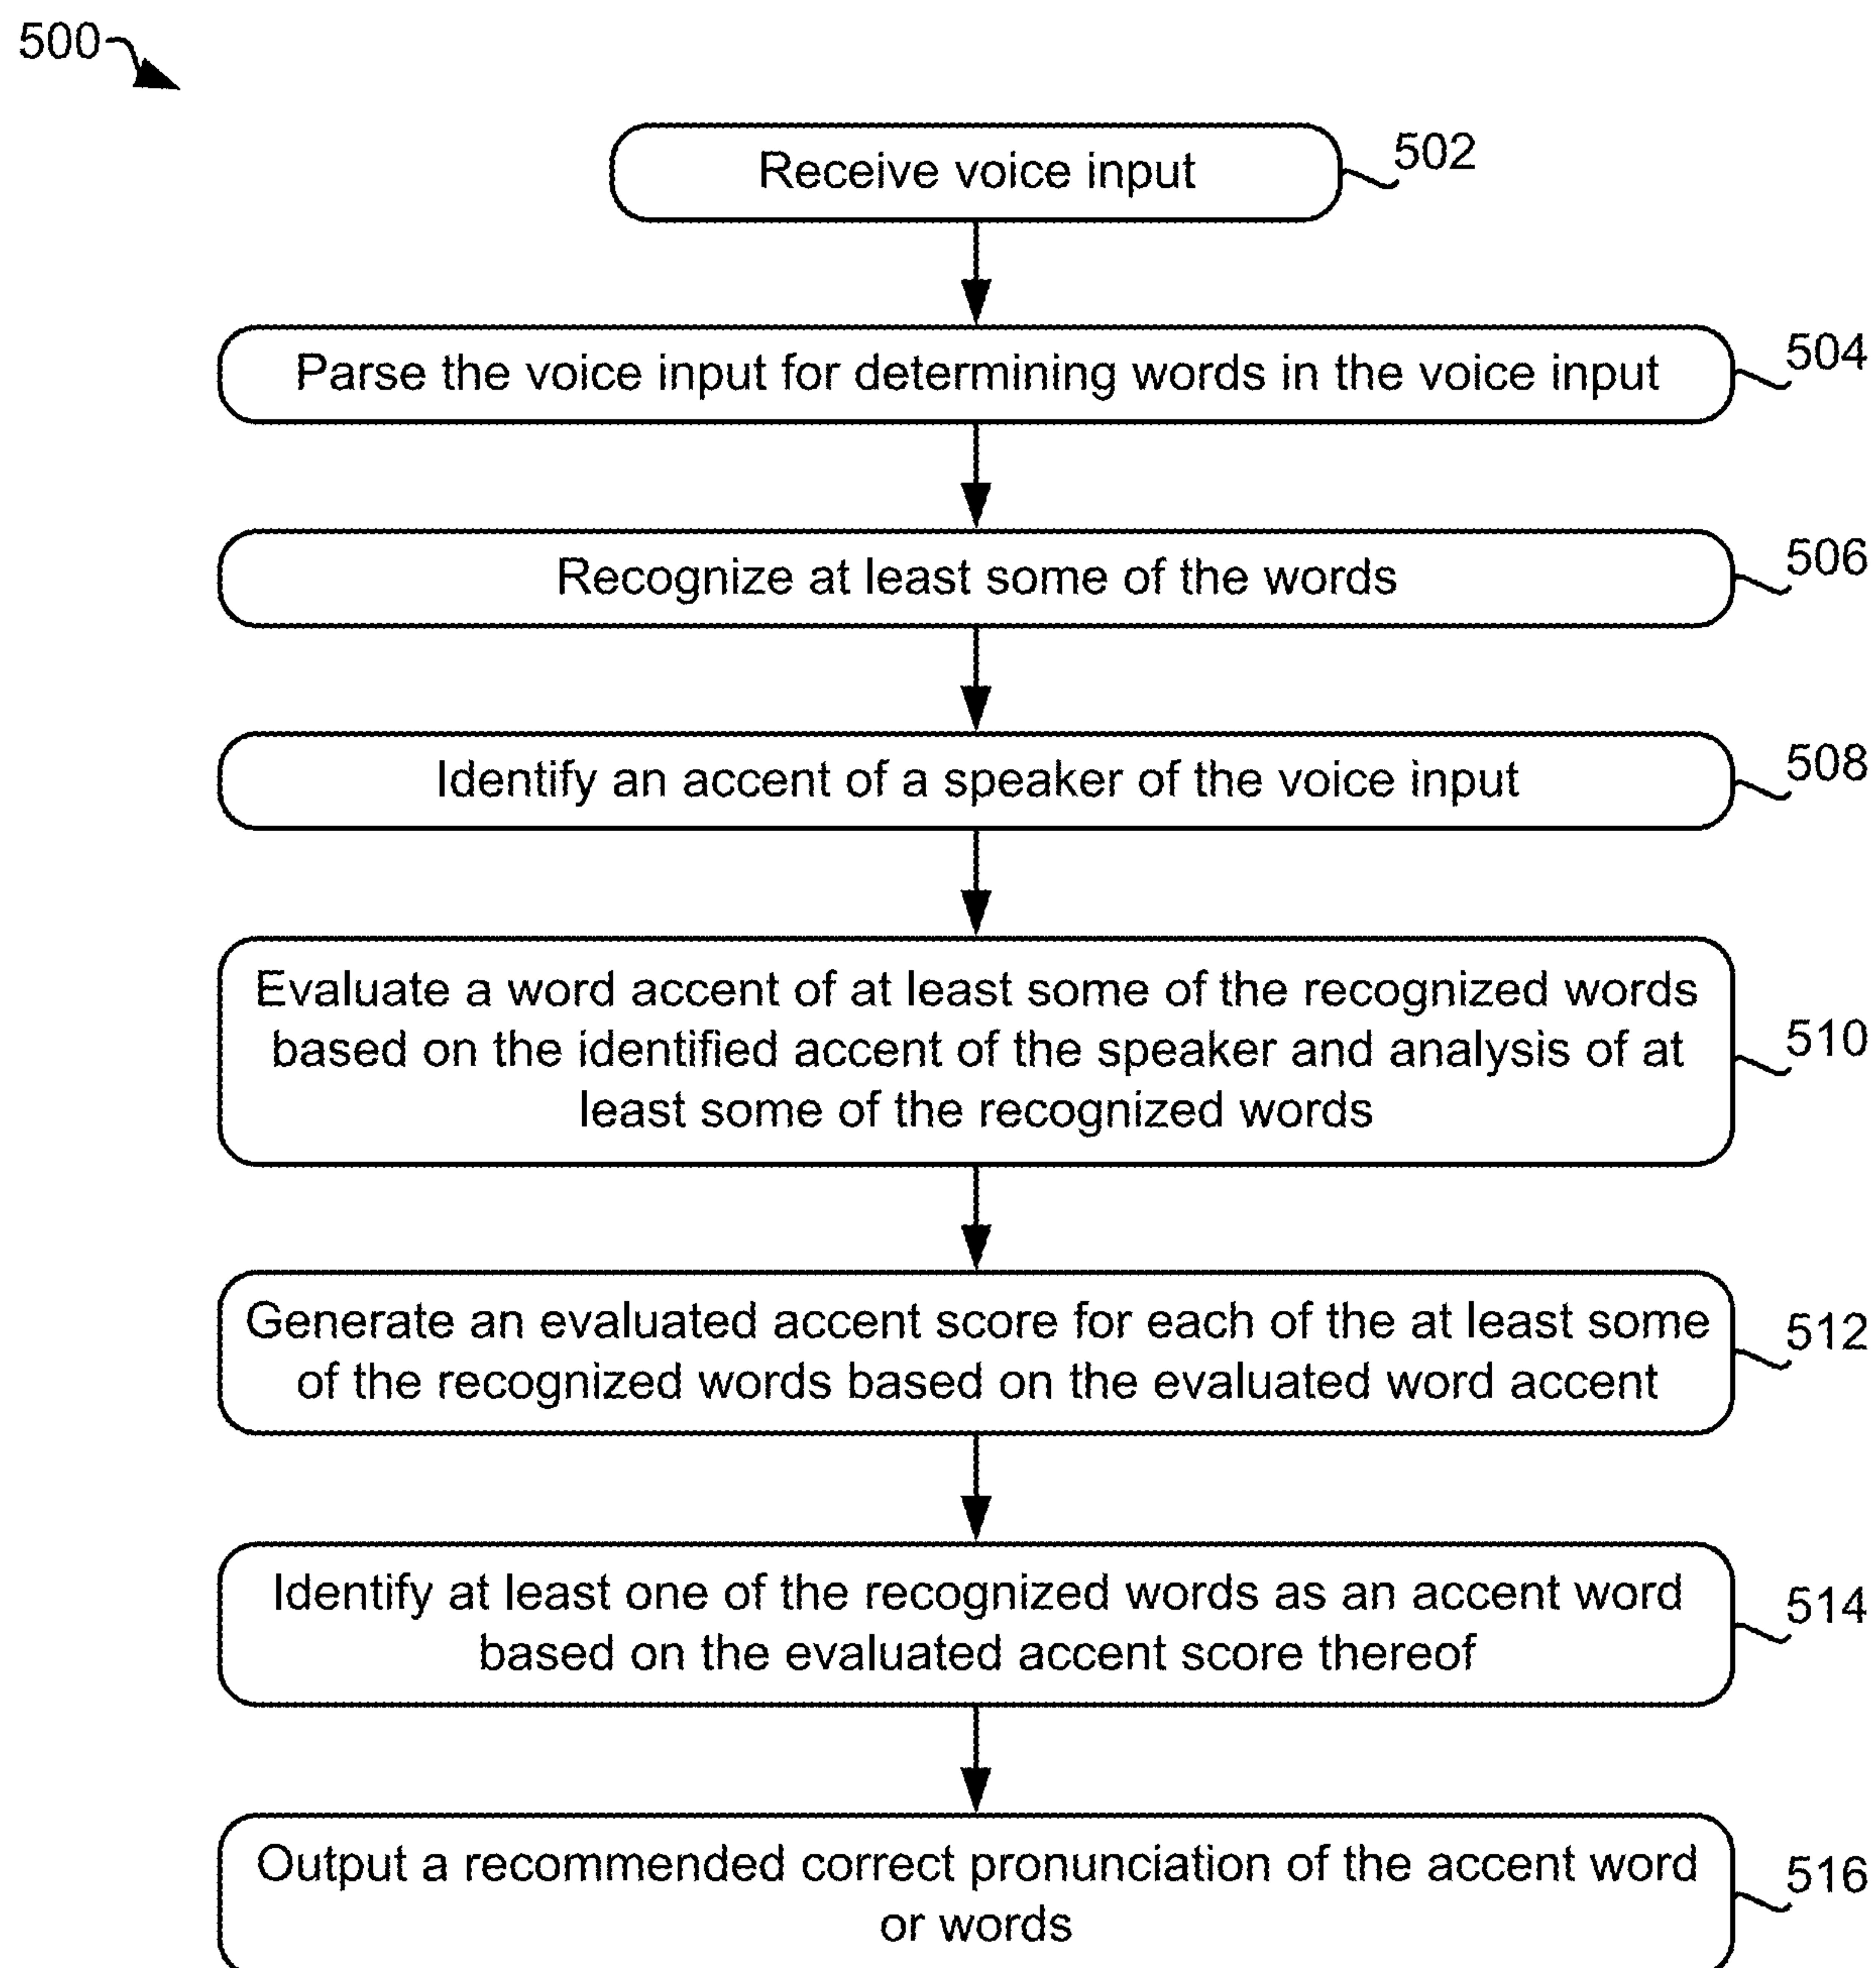 500
Receive voice input
502
Parse the voice input for determining words in the voice input
504
Recognize at least some of the words
506
Identify an accent of a speaker of the voice input
508
Evaluate a word accent of at least some of the recognized words
based on the identified accent of the speaker and analysis of at
least some of the recognized words
510
Generate an evaluated accent score for each of the at least some
of the recognized words based on the evaluated word accent
512
Identify at least one of the recognized words as an accent word
based on the evaluated accent score thereof
514
Output a recommended correct pronunciation of the accent word
or words
516